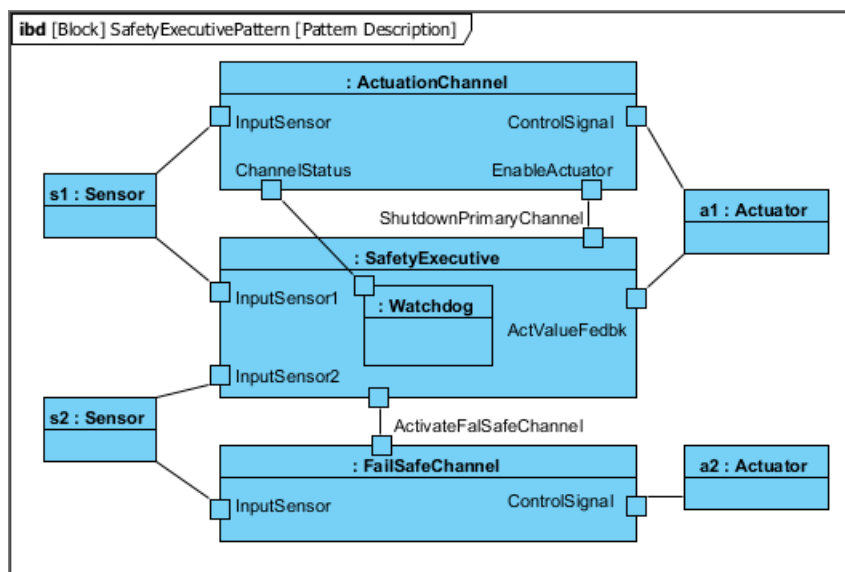 ibd [Block] SafetyExecutivePattern [Pattern Description]
: ActuationChannel
InputSensor
ControlSignal
ChannelStatus
EnableActuator
s1 : Sensor
a1 : Actuator
ShutdownPrimaryChannel
: SafetyExecutive
InputSensor1
: Watchdog
ActValueFedbk
InputSensor2
s2 : Sensor
ActivateFalSafeChannel
: FailSafeChannel
a2 : Actuator
InputSensor
ControlSignal